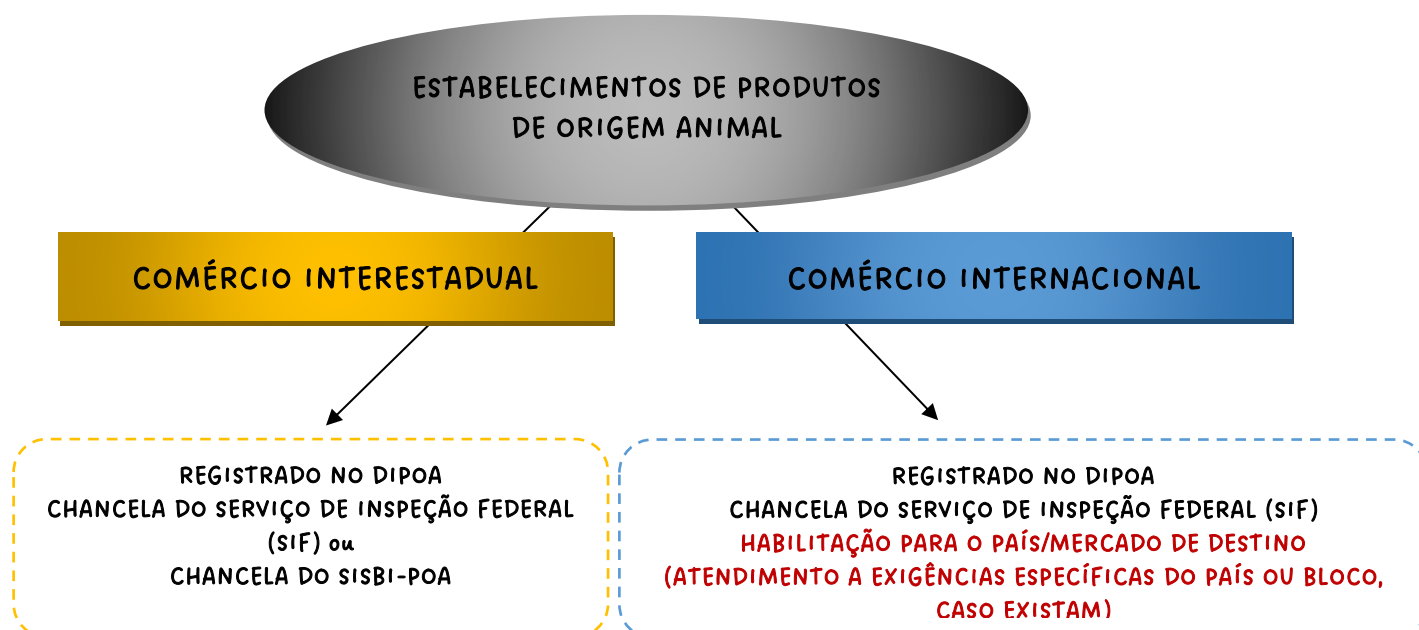 ESTABELECIMENTOS DE PRODUTOS
DE ORIGEM ANIMAL
COMÉRCIO INTERESTADUAL
COMÉRCIO INTERNACIONAL
REGISTRADO NO DIPOA
CHANCELA DO SERVIÇO DE INSPEÇÃO FEDERAL
(SIF) ou
CHANCELA DO SISBI-POA
REGISTRADO NO DIPOA
CHANCELA DO SERVIÇO DE INSPEÇÃO FEDERAL (SIF)
HABILITAÇÃO PARA O PAÍS/MERCADO DE DESTINO
(ATENDIMENTO A EXIGÊNCIAS ESPECÍFICAS DO PAÍS OU BLOCO,
CASO EXISTAM)